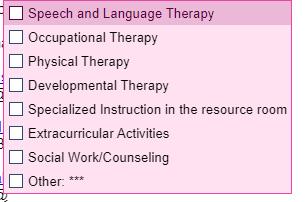 Speech and Language Therapy
Occupational Therapy
Physical Therapy
Developmental Therapy
Specialized Instruction in the resource room
Extracurricular Activities
Social Work/Counseling
Other: ***